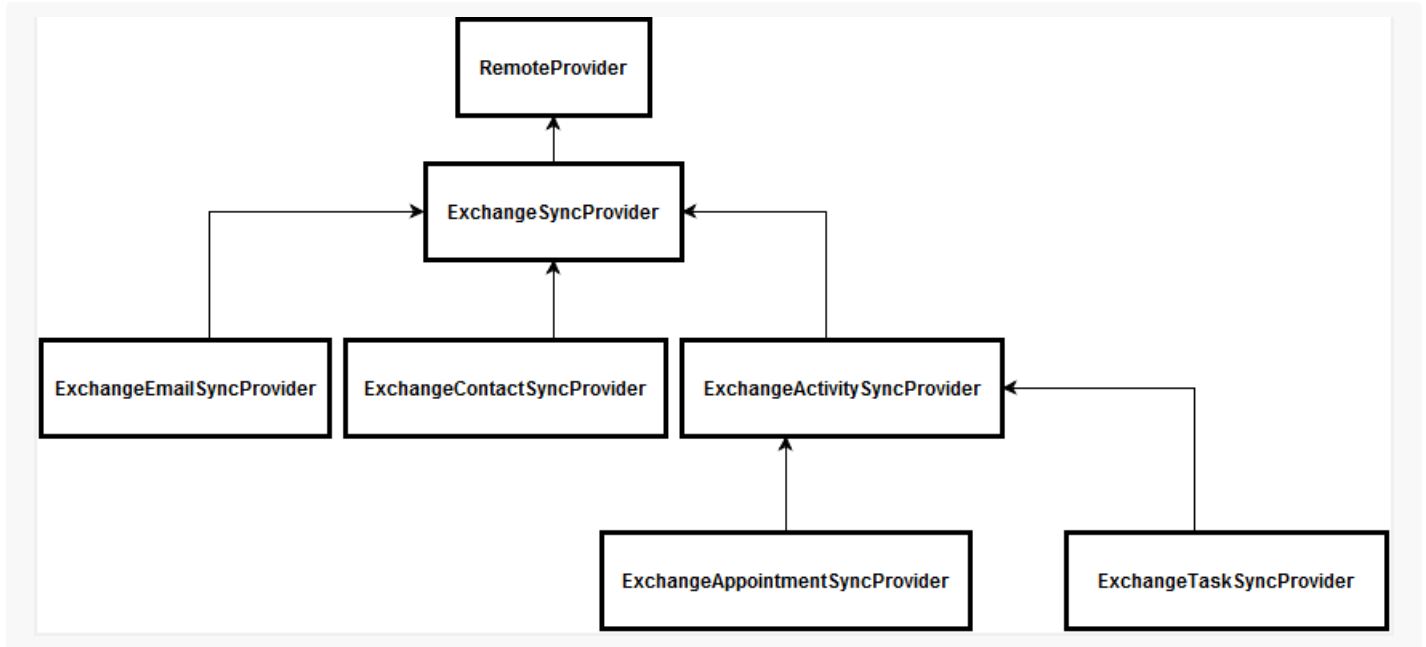 RemoteProvider
ExchangeSyncProvider
ExchangeEmailSyncProvider
ExchangeContactSyncProvider
ExchangeActivitySyncProvider
ExchangeAppointmentSyncProvider
ExchangeTaskSyncProvider